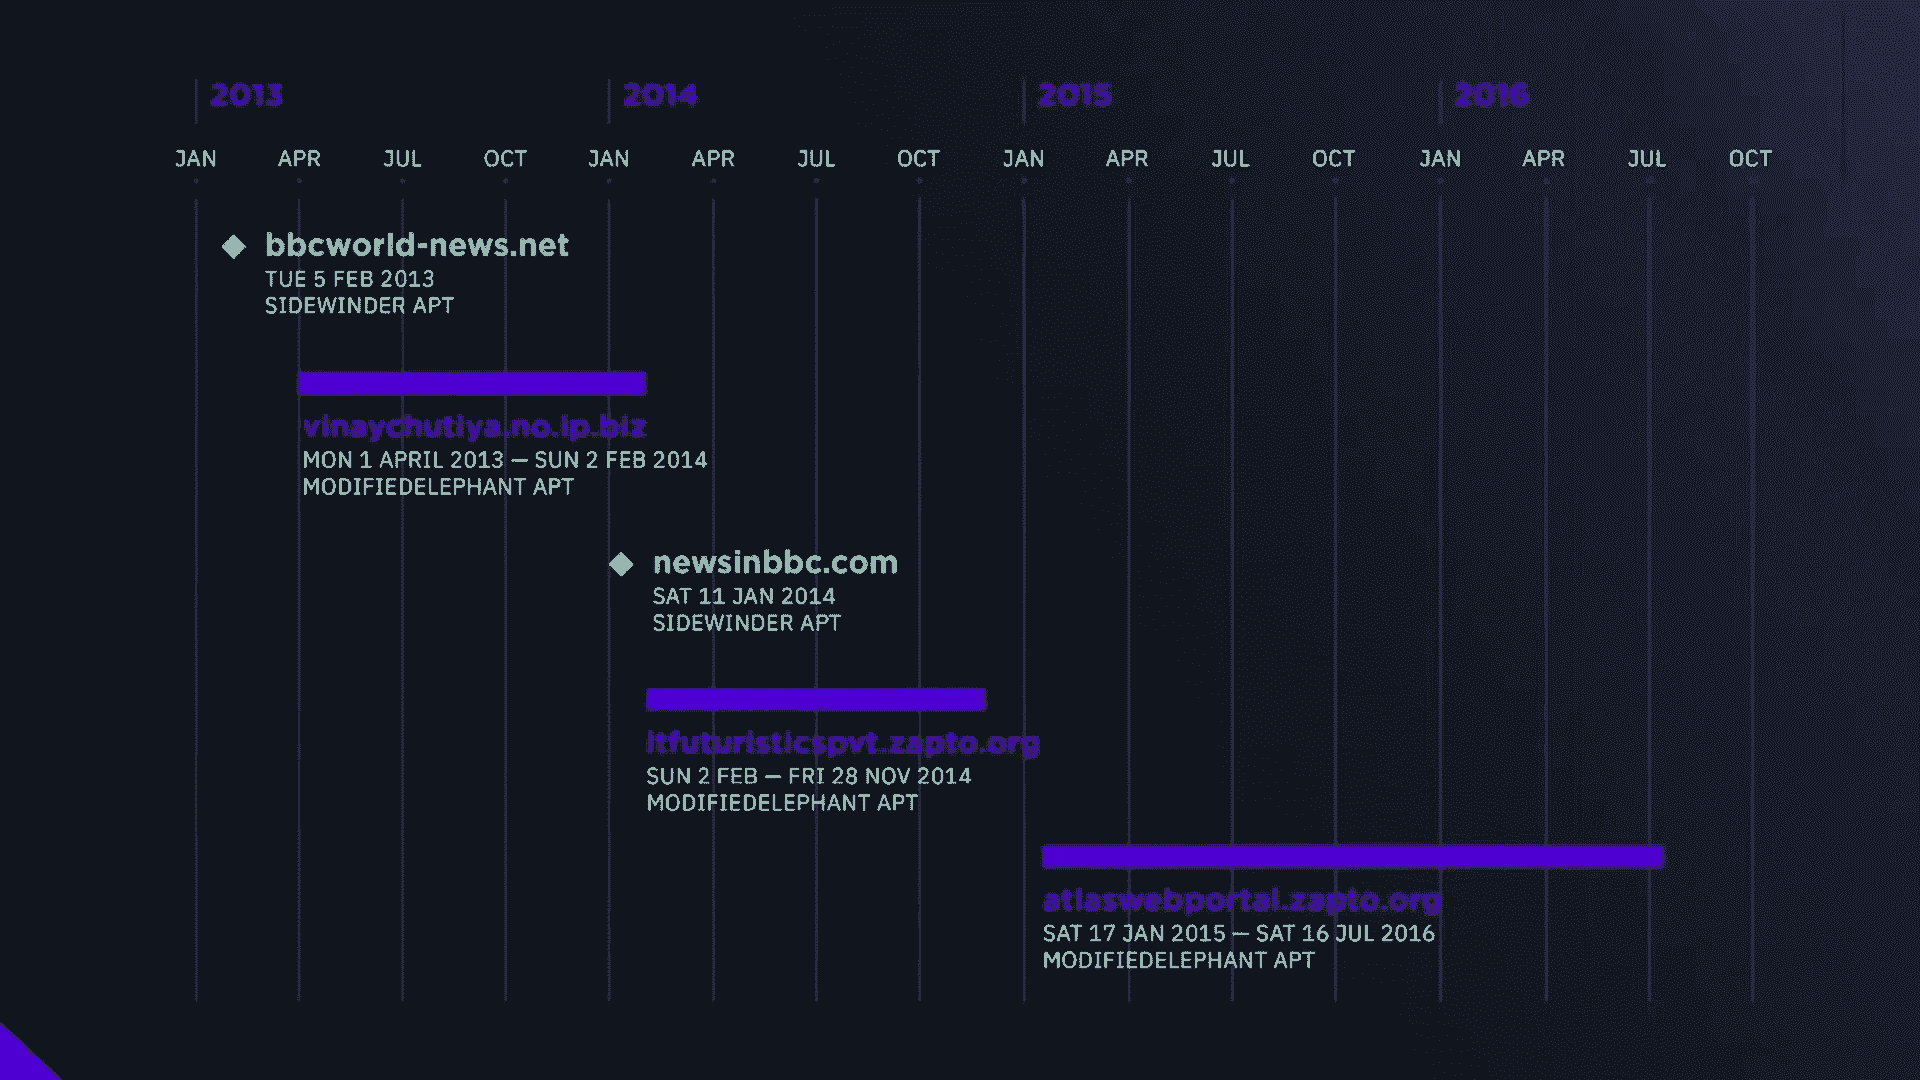 2013 2014 2015 2016
JAN APR JUL OCT JAN APR JUL OCT JAN APR JUL OCT JAN APR JUL OCT
bbcworld-news.net
TUE 5 FEB 2013
SIDEWINDER APT
vinaychutiya.no.ip.biz
MON 1 APRIL 2013 — SUN 2 FEB 2014
MODIFIEDELEPHANT APT
newsinbbc.com
SAT 11 JAN 2014
SIDEWINDER APT
itfuturisticspvt.zapto.org
SUN 2 FEB — FRI 28 NOV 2014
MODIFIEDELEPHANT APT
atlaswebportal.zapto.org
SAT 17 JAN 2015 — SAT 16 JUL 2016
MODIFIEDELEPHANT APT